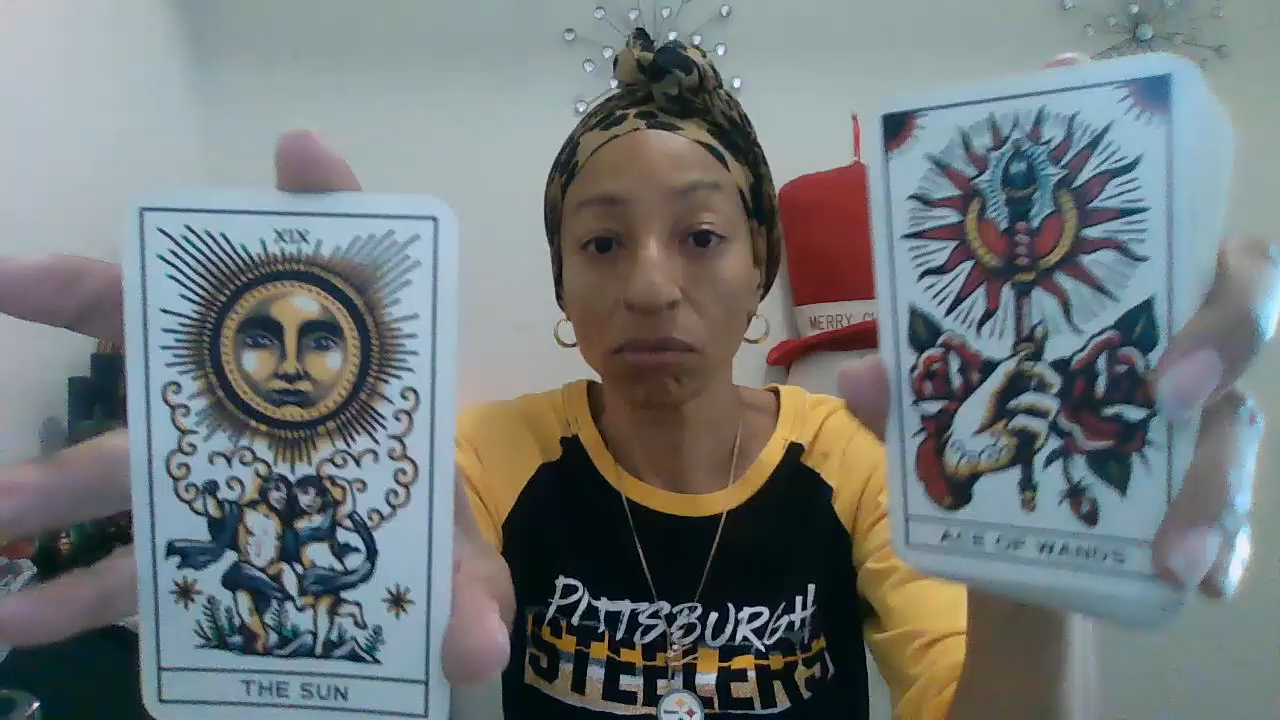 XIX
THE SUN
ACE OF WANDS
MERRY
PITTSBURGH
STEELERS